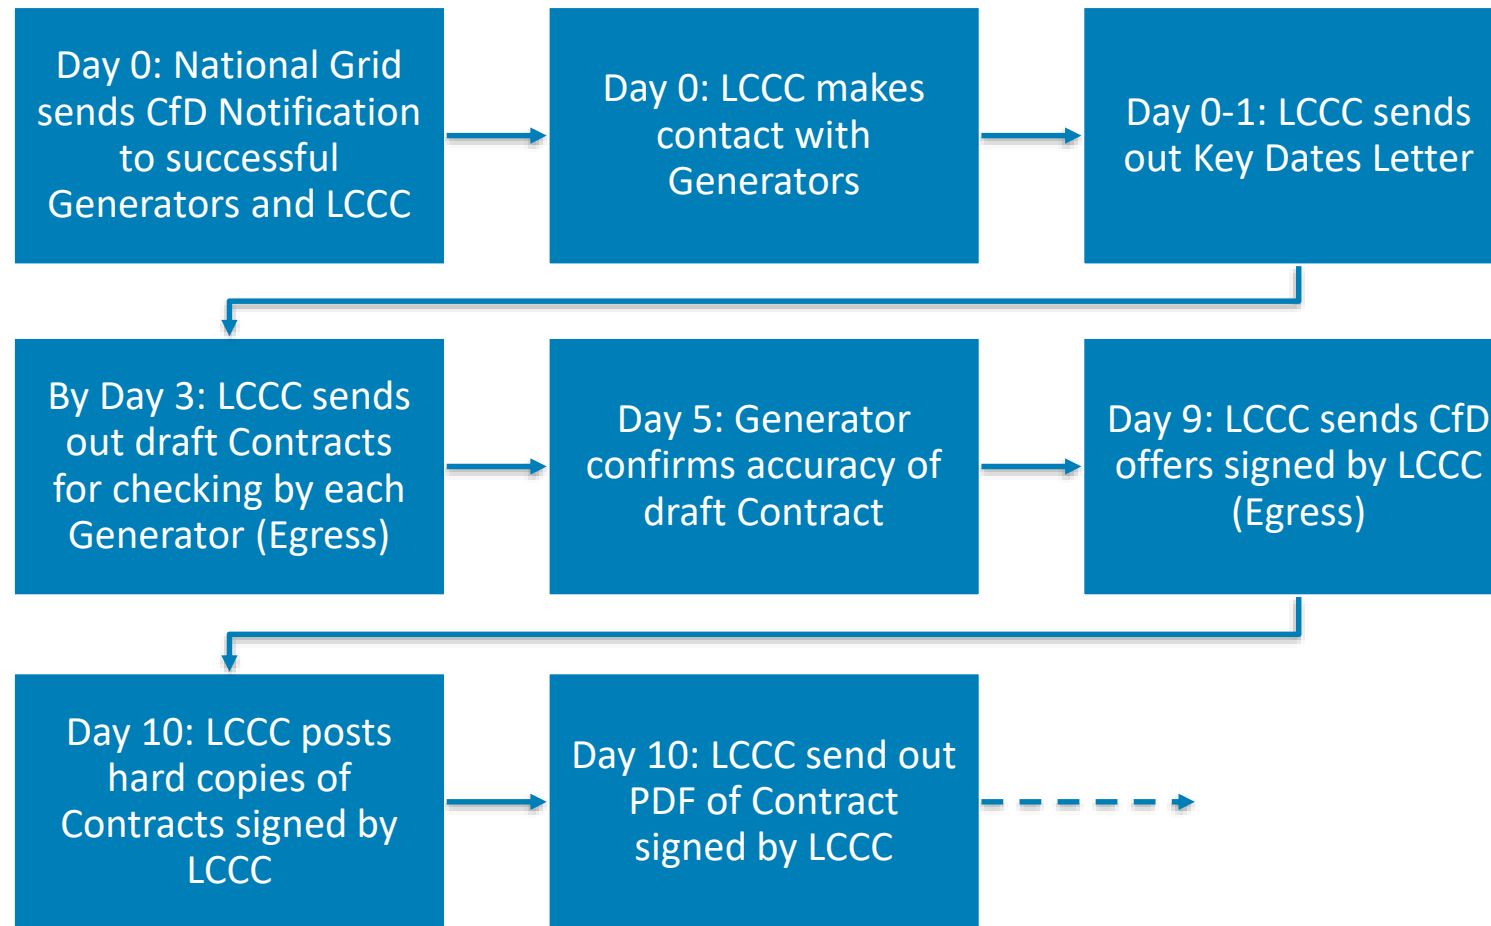 Day 0: National Grid
sends CfD Notification
to successful
Generators and LCCC
Day 0: LCCC makes
contact with
Generators
Day 0-1: LCCC sends
out Key Dates Letter
By Day 3: LCCC sends
out draft Contracts
for checking by each
Generator (Egress)
Day 5: Generator
confirms accuracy of
draft Contract
Day 9: LCCC sends CfD
offers signed by LCCC
(Egress)
Day 10: LCCC posts
hard copies of
Contracts signed by
LCCC
Day 10: LCCC send out
PDF of Contract
signed by LCCC